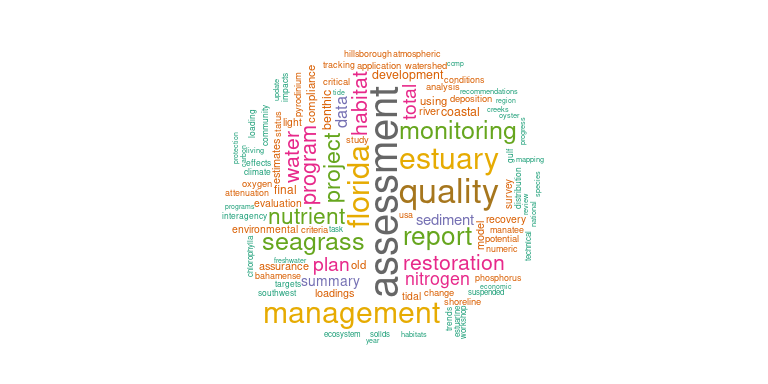 hillsborough atmospheric
tracking application watershed comp
critical development conditions
tide analysis recommendations
update impacts pyrodinium compliance benthic data habitat total using deposition region
river coastal creeks
oyster
loading community status light study monitoring progress
protection carbon living effects climate estimates water program project florida assessment estuary gulf mapping
oxygen final quality survey distribution species
attenuation
programs evaluation nutrient usa sediment review national
interagency recovery
environmental criteria task report model manatee
seagrass potential
numeric technical
chlorophylla freshwater
assurance plan old restoration
bahamense summary nitrogen phosphorus
targets economic
southwest loadings tidal change suspended
shoreline
management trends estuarine workshop
ecosystem solids habitats
year